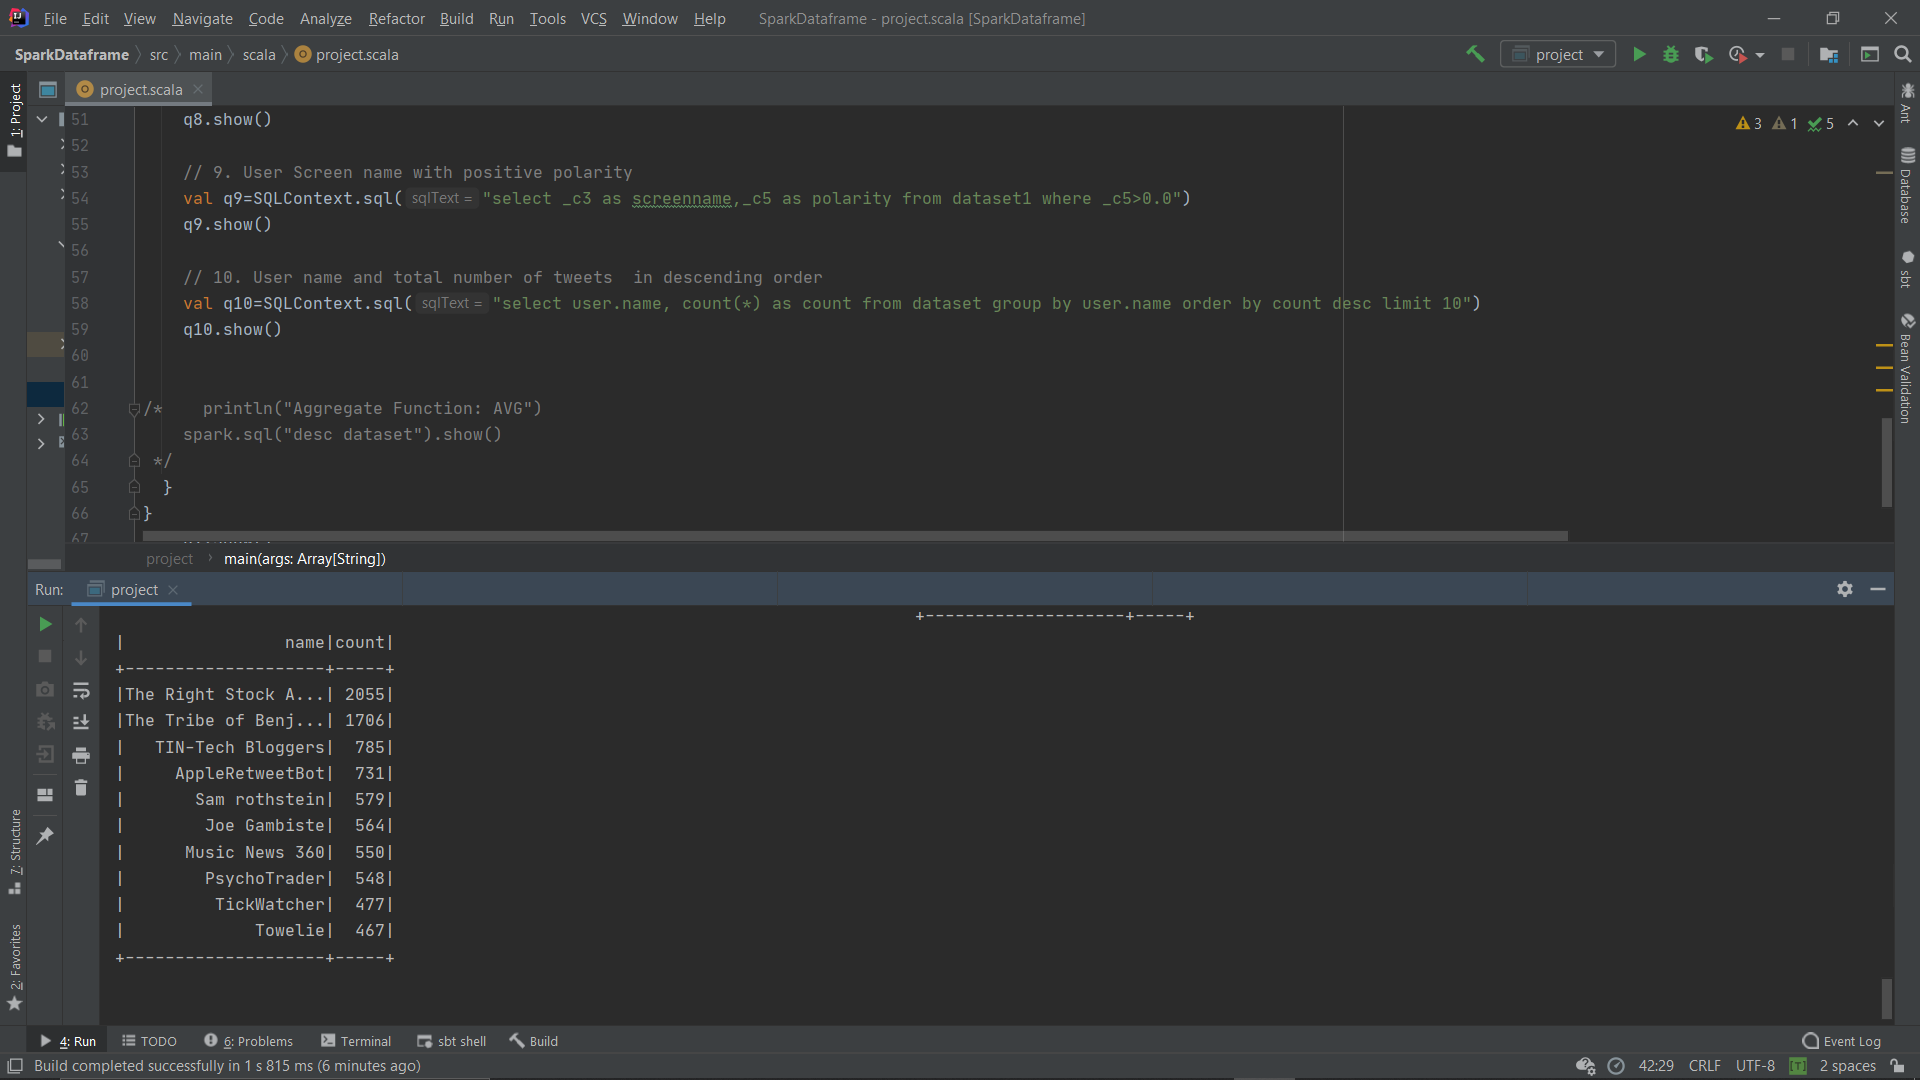 File Edit View Navigate Code Analyze Refactor Build Run Tools VCS Window Help SparkDataframe - project.scala [SparkDataframe]
SparkDataframe src main scala project.scala project
1: Project project.scala
51 q8.show() 3 1 5
52
53 // 9. User Screen name with positive polarity
54 val q9=SQLContext.sql( sqlText = "select _c3 as screenname,_c5 as polarity from dataset1 where _c5>0.0")
55 q9.show()
56
57 // 10. User name and total number of tweets  in descending order
58 val q10=SQLContext.sql( sqlText = "select user.name, count(*) as count from dataset group by user.name order by count desc limit 10")
59 q10.show()
60
61
62 /*    println("Aggregate Function: AVG")
63 spark.sql("desc dataset").show()
64 */
65 }
66 }
67
Ant
Database
sbt
Bean Validation
project main(args: Array[String])
Run: project
+--------------------+-----+
|                name|count|
+--------------------+-----+
|The Right Stock A...| 2055|
|The Tribe of Benj...| 1706|
|   TIN-Tech Bloggers|  785|
|     AppleRetweetBot|  731|
|       Sam rothstein|  579|
|        Joe Gambiste|  564|
|      Music News 360|  550|
|        PsychoTrader|  548|
|         TickWatcher|  477|
|             Towelie|  467|
+--------------------+-----+
7: Structure
2: Favorites
4: Run TODO 6: Problems Terminal sbt shell Build Event Log
Build completed successfully in 1 s 815 ms (6 minutes ago) 42:29 CRLF UTF-8 2 spaces